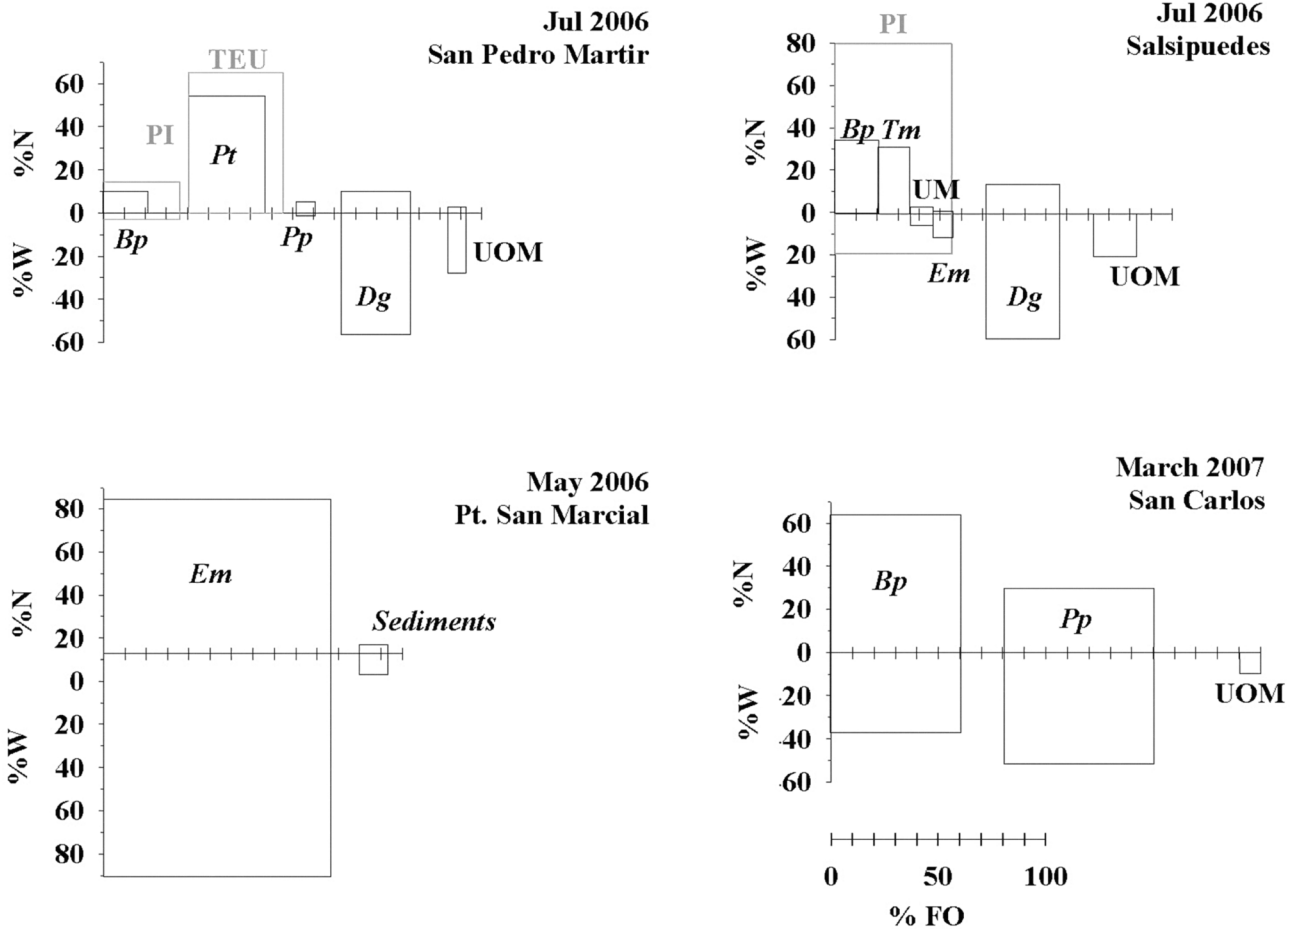 Jul 2006
San Pedro Martir
TEU
60
PI
40
%N
Pt
20
0
Bp
Pp
UOM
-20
%W
Dg
40
60
Jul 2006
Salsipuedes
PI
80
60
%N
40
Bp Tm
20
UM
0
%W
20
Em
UOM
40
Dg
60
May 2006
Pt. San Marcial
80
60
Em
40
%N
20
Sediments
0
20
%W
40
60
80
March 2007
San Carlos
60
%N
40
Bp
20
Pp
0
UOM
-20
%W
-40
60
0 50 100
% FO